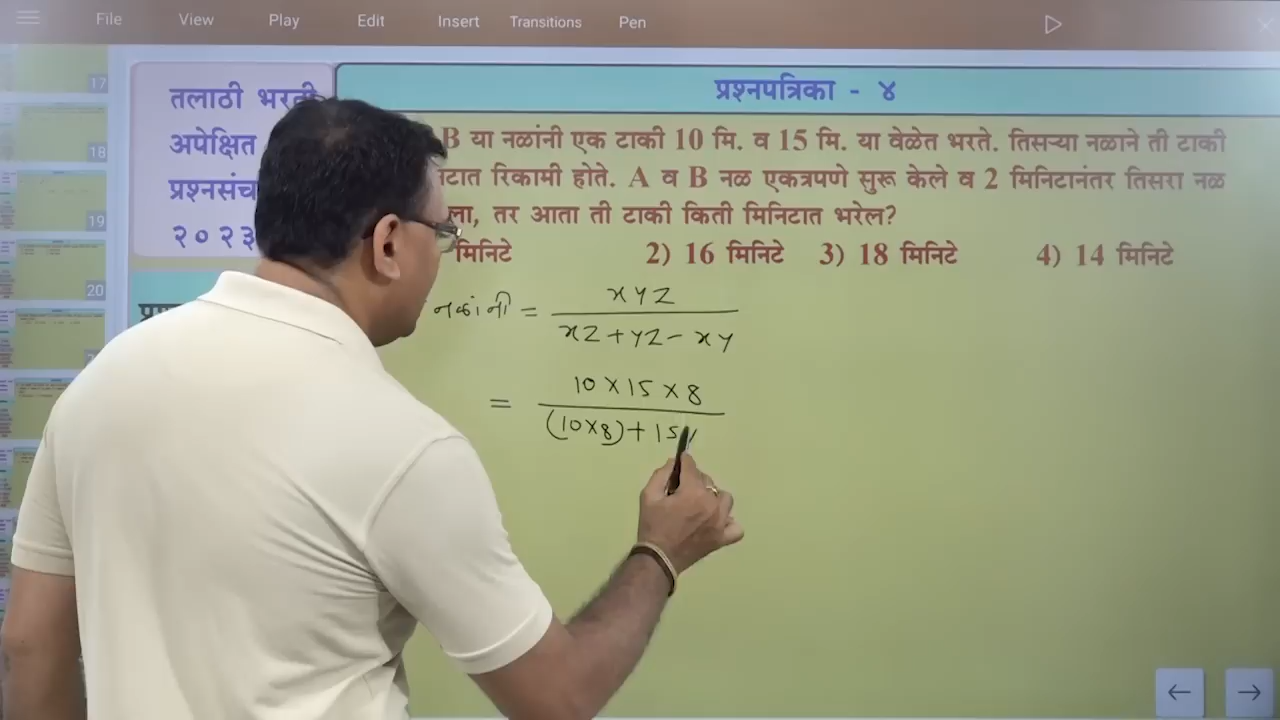 File View Play Edit Insert Transitions Pen
17
18
19
20
तलाठी भरती
अपेक्षित
प्रश्नसंच
२०२३
प्रश्नपत्रिका - ४
B या नळांनी एक टाकी 10 मि. व 15 मि. या वेळेत भरते. तिसऱ्या नळाने ती टाकी
रिकामी होते. A व B नळ एकत्रपणे सुरू केले व 2 मिनिटानंतर तिसरा नळ
तर आता ती टाकी किती मिनिटात भरेल?
मिनिटे 2) 16 मिनिटे 3) 18 मिनिटे 4) 14 मिनिटे
नळांनी = xyz
xz+yz-xy
= 10×15×8
(10×8)+15